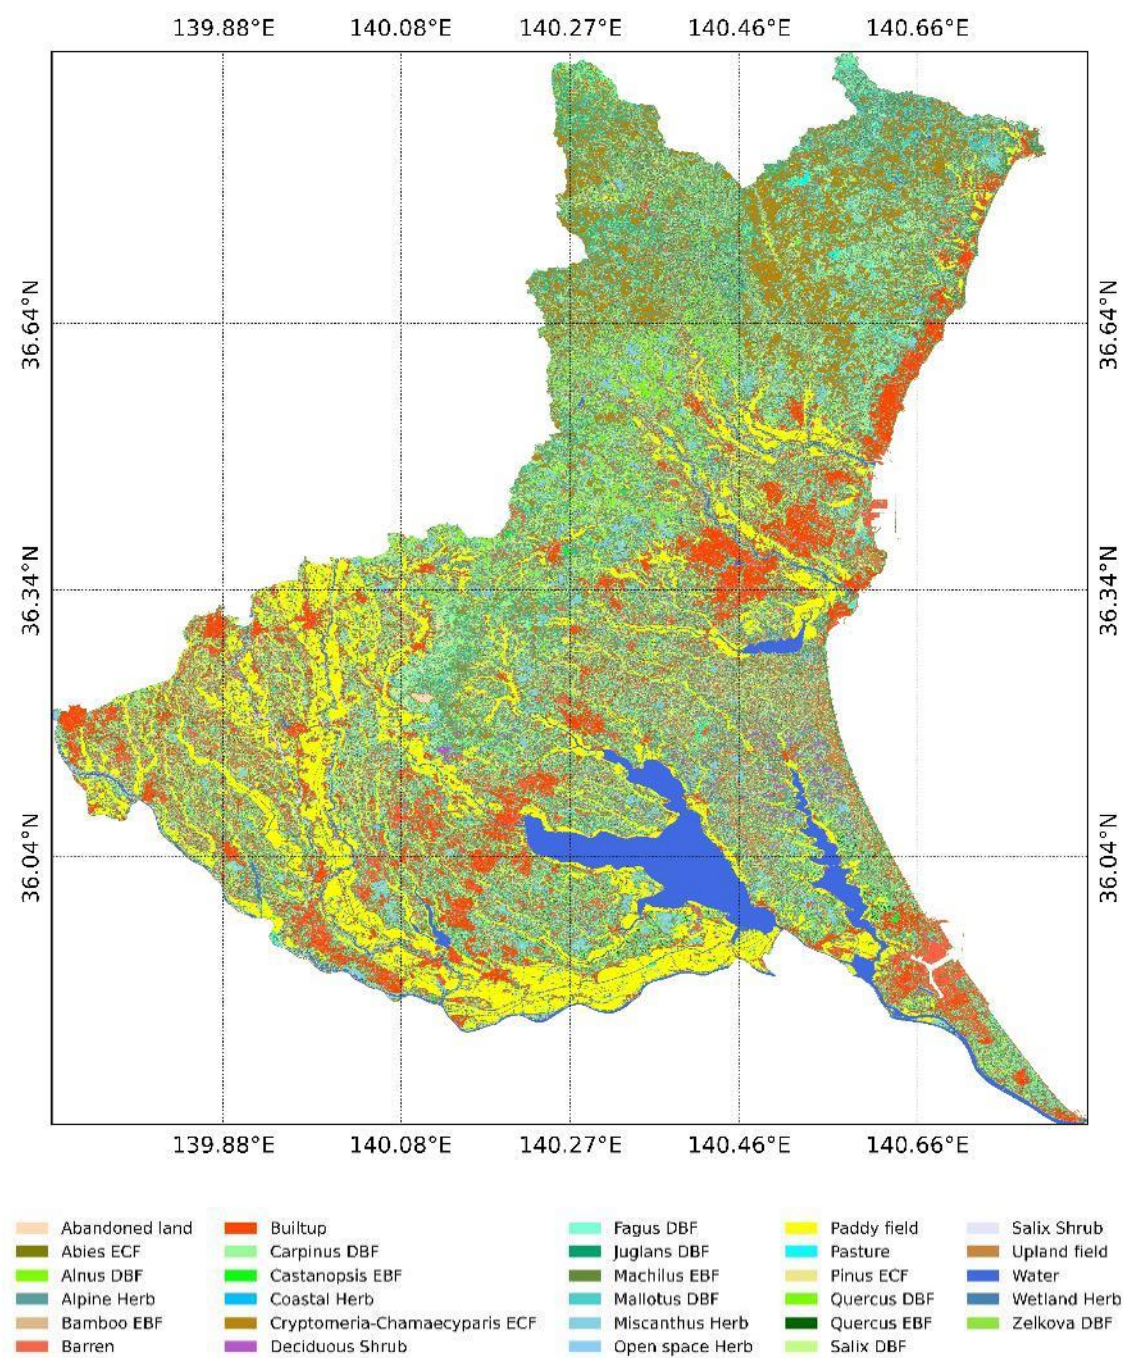 139.88°E 140.08°E 140.27°E 140.46°E 140.66°E
36.64°N 36.64°N
36.34°N 36.34°N
36.04°N 36.04°N
139.88°E 140.08°E 140.27°E 140.46°E 140.66°E
Abandoned land Builtup Fagus DBF Paddy field Salix Shrub
Abies ECF Carpinus DBF Juglans DBF Pasture Upland field
Alnus DBF Castanopsis EBF Machilus EBF Pinus ECF Water
Alpine Herb Coastal Herb Mallotus DBF Quercus DBF Wetland Herb
Bamboo EBF Cryptomeria-Chamaecyparis ECF Miscanthus Herb Quercus EBF Zelkova DBF
Barren Deciduous Shrub Open space Herb Salix DBF